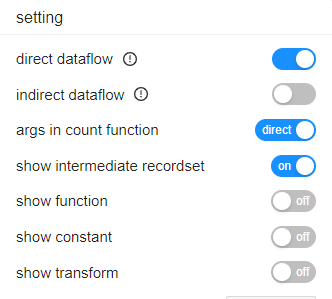 setting
direct dataflow
indirect dataflow
args in count function direct
show intermediate recordset on
show function off
show constant off
show transform off